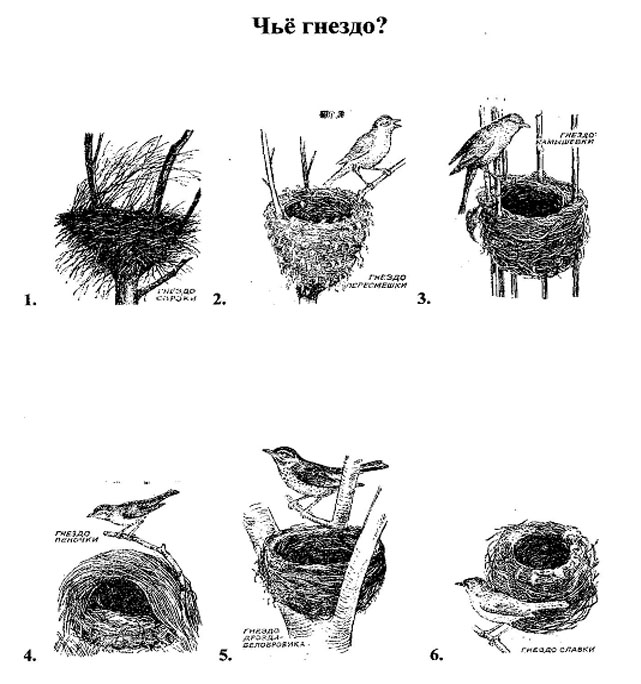 Чьё гнездо?
ГНЕЗДО
КАМЫШЕВКИ
ГНЕЗДО
СОРОКИ
1.
ГНЕЗДО
ПЕРЕСМЕШКИ
2.
3.
ГНЕЗДО
ПЕНОЧКИ
4.
ГНЕЗДО
ДРОЗДА-
БЕЛОБРОВИКА
5.
ГНЕЗДО СЛАВКИ
6.